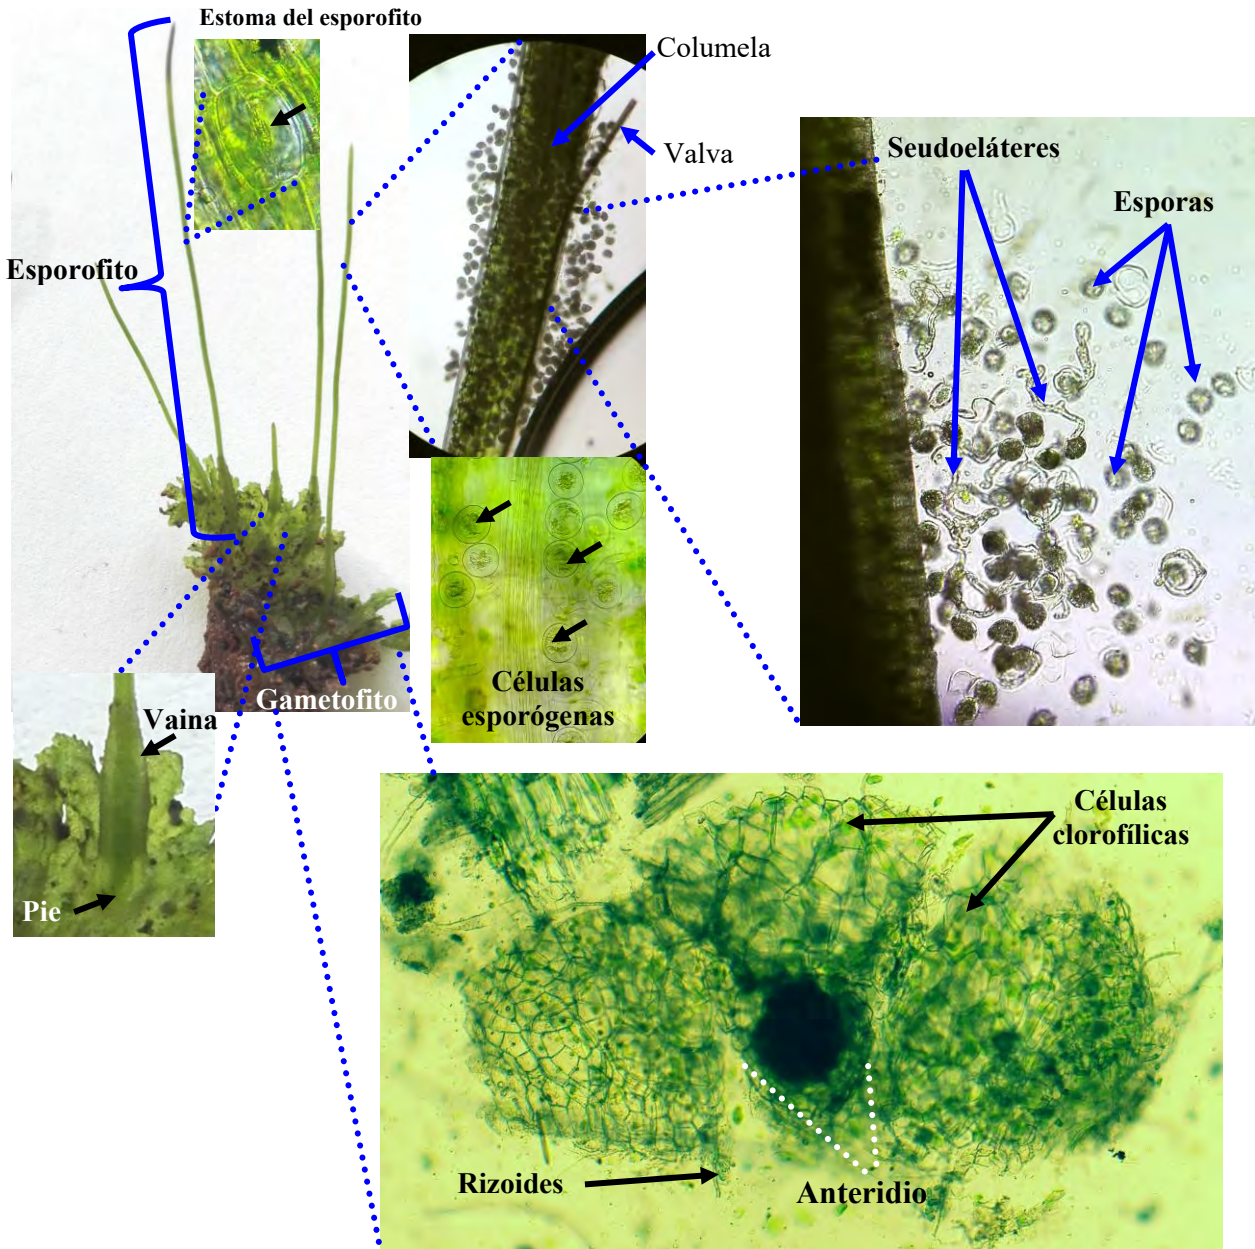 Estoma del esporofito
Columela
Valva
Seudoeláteres
Esporas
Esporofito
Células
esporógenas
Gametofito
Vaina
Pie
Células
clorofílicas
Rizoides
Anteridio